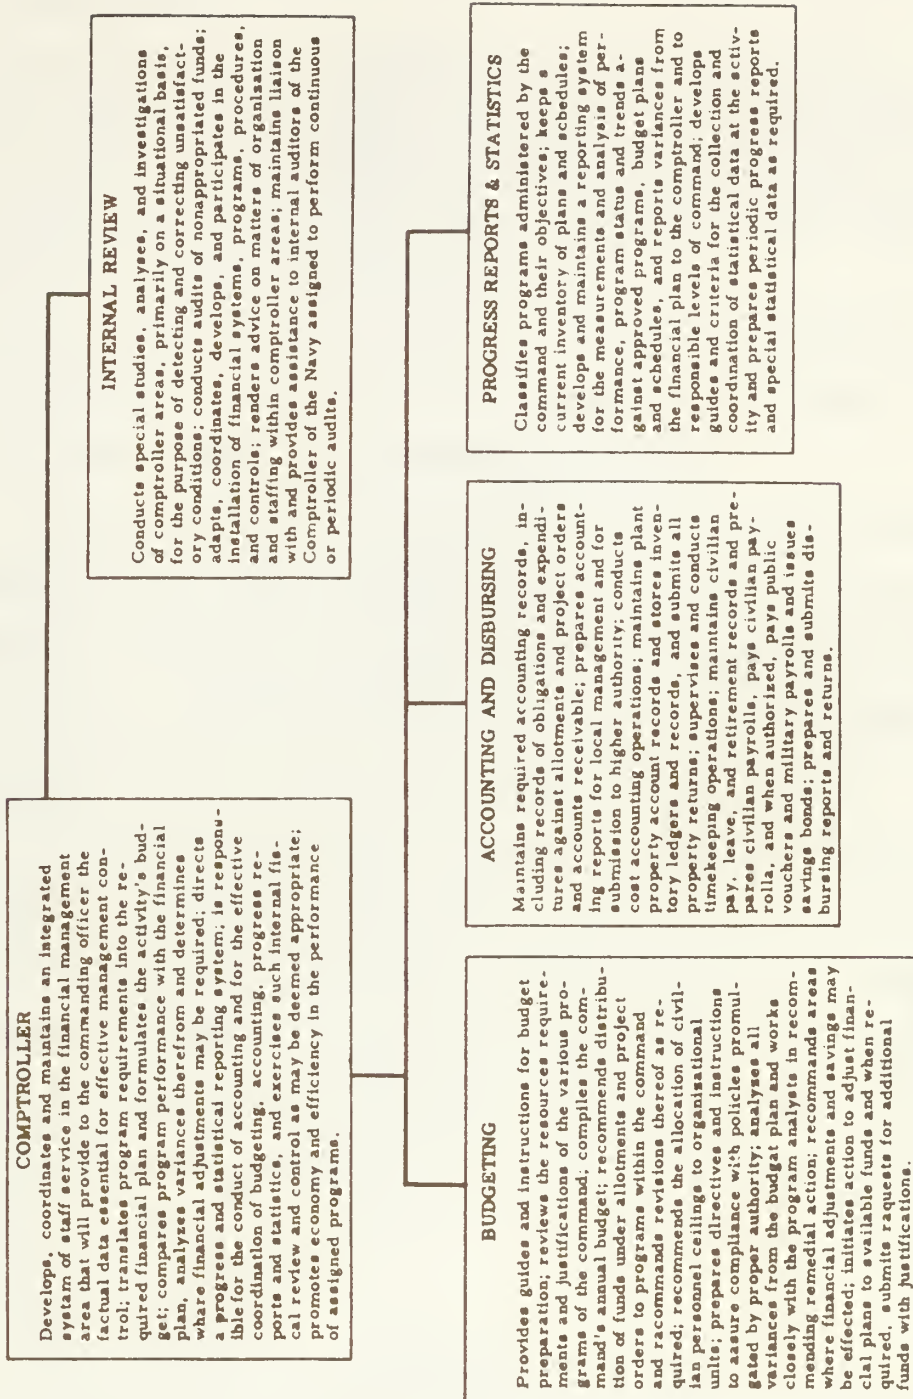 COMPTROLLER
Develops, coordinates and maintains an integrated
systam of staff service in the financial management
area that will provide to the commanding officer the
factual data essential for effective management con-
trol; translates program requirements into the re-
quired financial plan and formulates the activity's bud-
get; compares program performance with the financial
plan, analyzes variances therefrom and determines
where financial adjustments may be required; directs
a progress and statistical reporting system; is respons-
ible for the conduct of accounting and for the effective
coordination of budgeting, accounting, progress re-
ports and statistics, and exercises such internal fis-
cal review and control as may be deemed appropriate;
promotes economy and efficiency in the performance
of assigned programs.
INTERNAL REVIEW
Conducts special studies, analyses, and investigations
of comptroller areas, primarily on a situational basis,
for the purpose of detecting and correcting unsatisfact-
ory conditions; conducts audits of nonappropriated funds;
adapts, coordinates, develops, and participates in the
installation of financial systems, programs, procedures,
and controls; renders advice on matters of organisation
and staffing within comptroller areas; maintains liaison
with and provides assistance to internal auditors of the
Comptroller of the Navy assigned to perform continuous
or periodic audits.
BUDGETING
Provides guides and instructions for budget
preparation; reviews the resources require-
ments and justifications of the various pro-
grams of the command; compiles the com-
mand's annual budget; recommends distribu-
tion of funds under allotments and project
orders to programs within the command
and racommands revisions thereof as re-
quired; recommends the allocation of civil-
ian personnel ceilings to organisational
units; prepares directives and instructions
to assure compliance with policies promul-
gated by proper authority; analyses all
variances from the budgat plan and works
closely with the program analysts in recom-
mending remedial action; recommands areas
where financial adjustments and savings may
be effected; initiates action to adjust finan-
cial plans to available funds and when re-
quired, submits raquests for additional
funds with justifications.
ACCOUNTING AND DISBURSING
Maintains required accounting records, in-
cluding records of obligations and expendi-
tures against allotments and project orders
and accounts receivable; prepares account-
ing reports for local management and for
submission to higher authority; conducts
cost accounting operations; maintains plant
property account records and stores inven-
tory ledgers and records, and submits all
property returns; supervises and conducts
timekeeping operations; maintains civilian
pay, leave, and retirement records and pre-
pares civilian payrolls, pays civilian pay-
rolls, and when authorized, pays public
vouchers and military payrolls and issues
savings bonds; prepares and submits dis-
bursing reports and returns.
PROGRESS REPORTS & STATISTICS
Classifies programs administered by the
command and their objectives; keeps a
current inventory of plans and schedules;
develops and maintains a reporting system
for the measurements and analysis of per-
formance, program status and trends a-
gainst approved programs, budget plans
and schedules, and reports variances from
the financial plan to the comptroller and to
responsible levels of command; develops
guides and criteria for the collection and
coordination of statistical data at the activ-
ity and prepares periodic progress reports
and special statistical data as required.